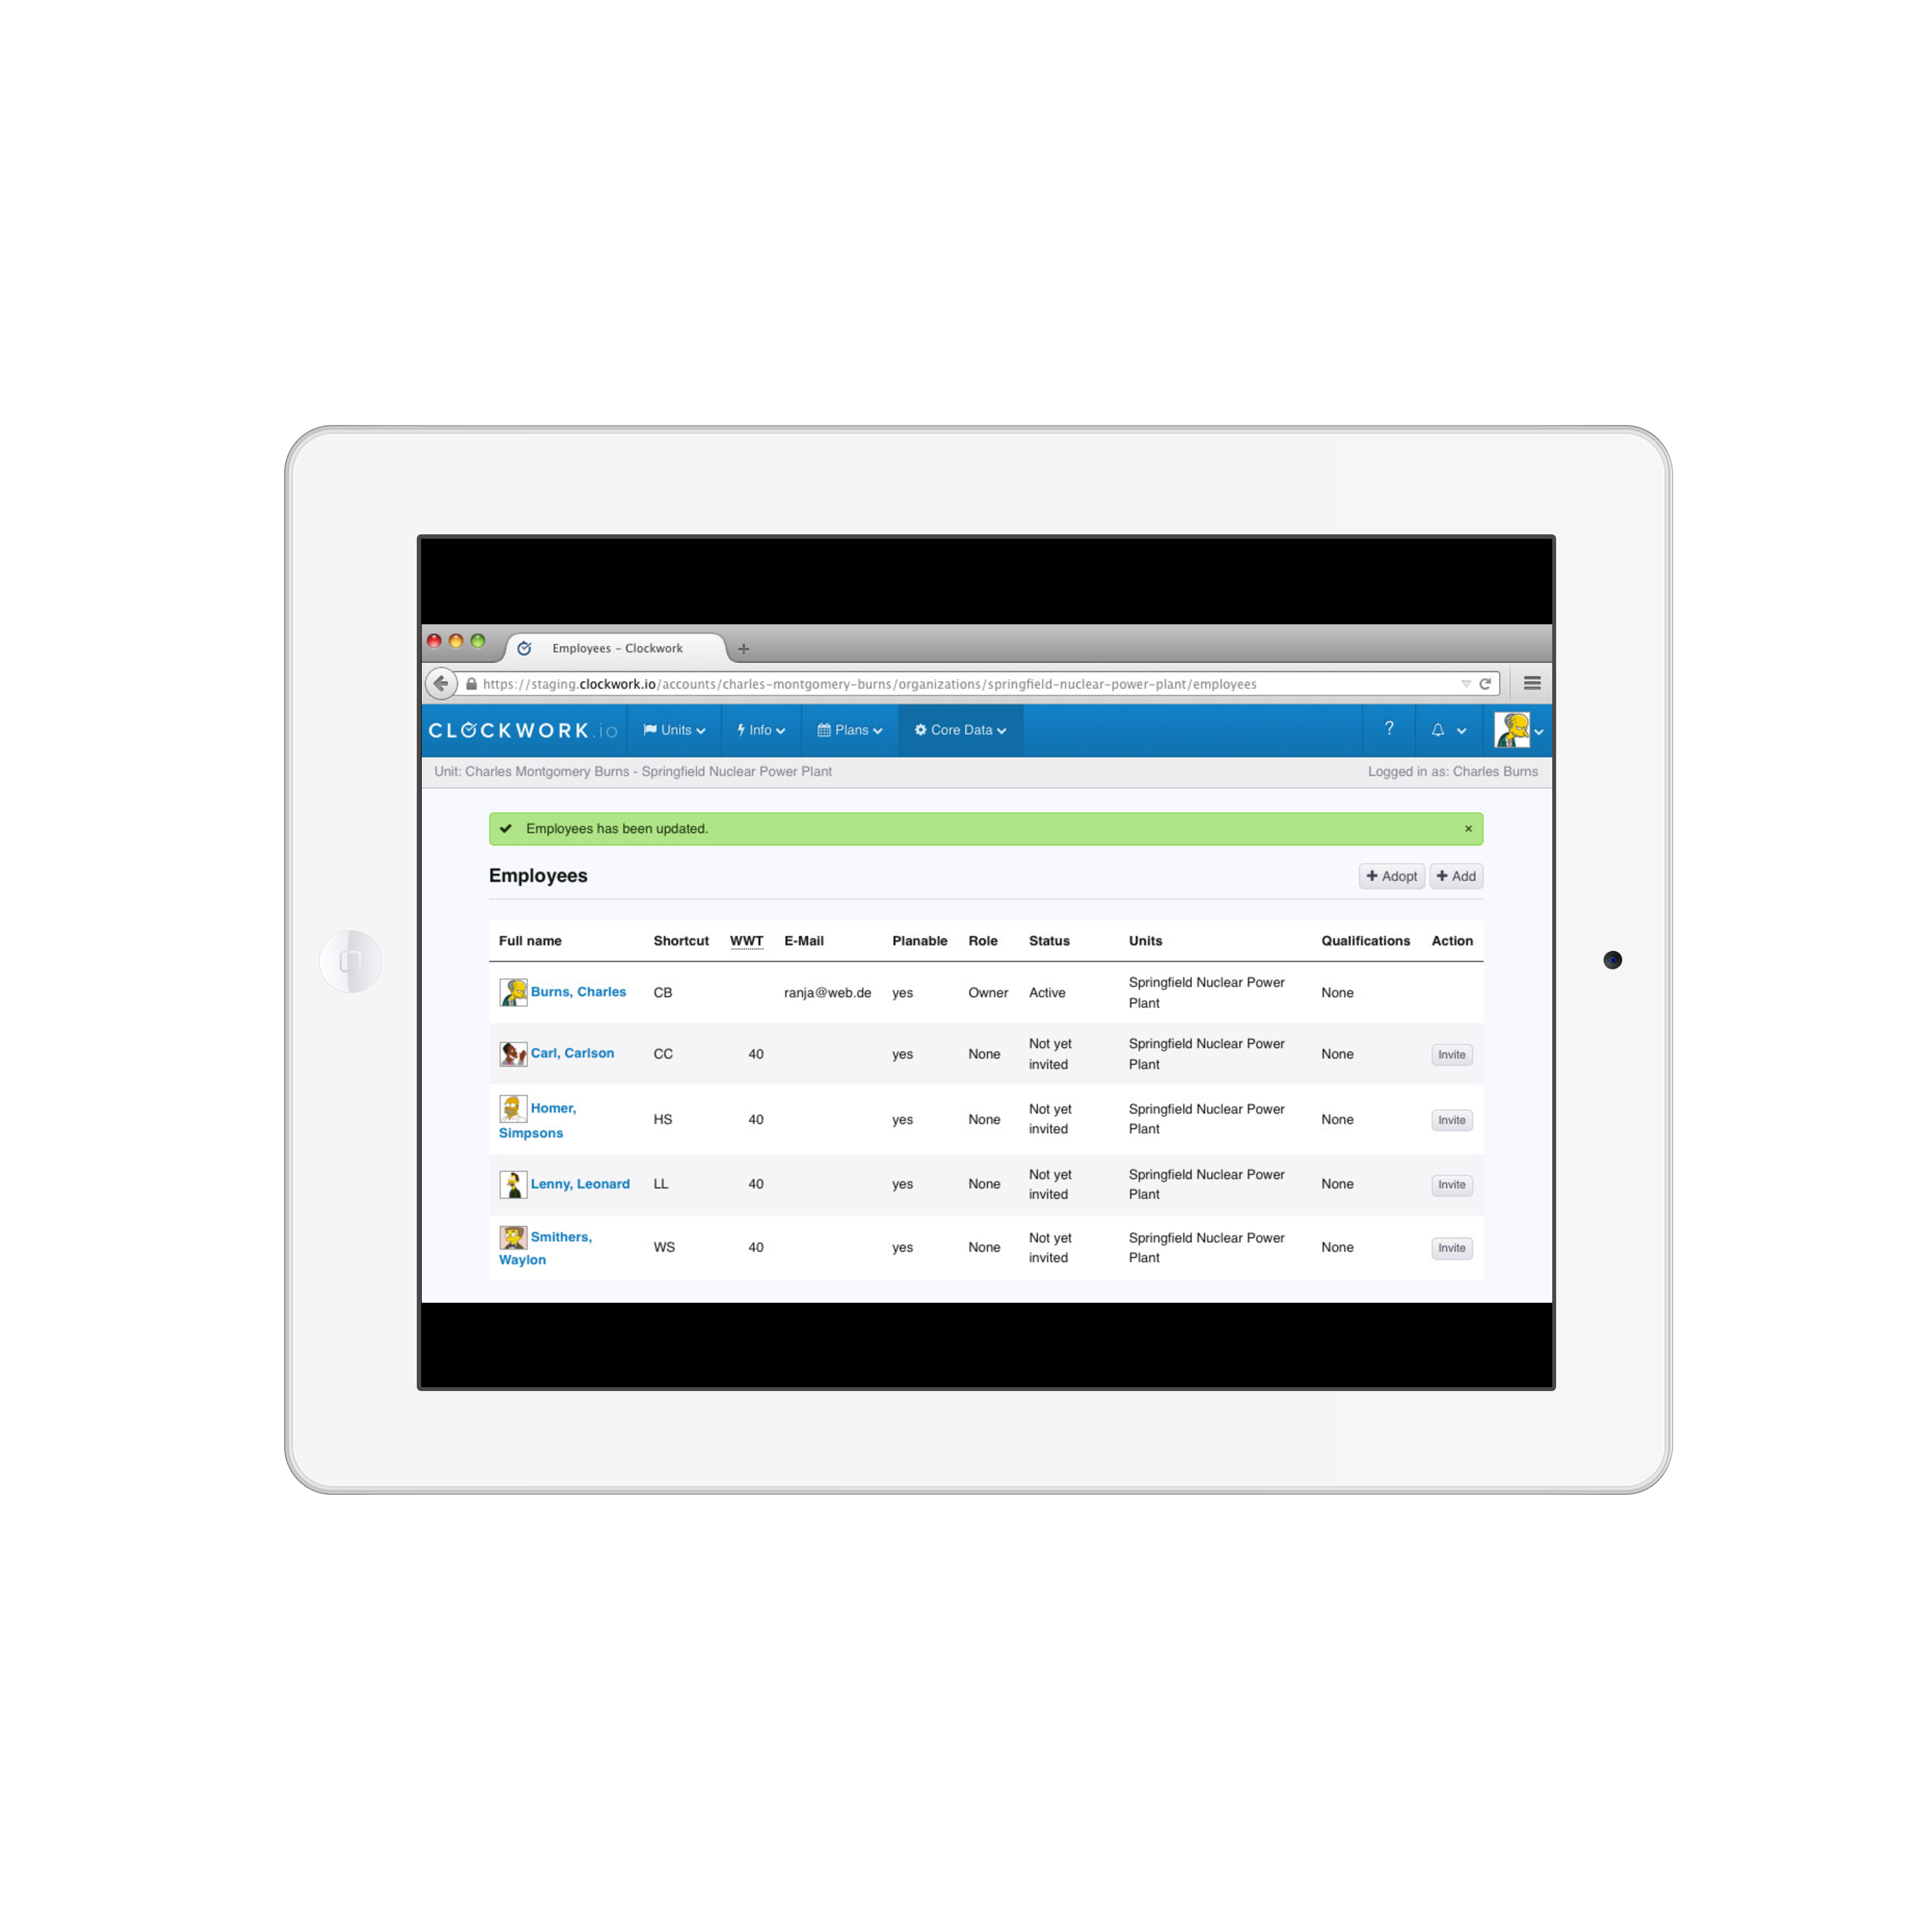 Employees – Clockwork
https://staging.clockwork.io/accounts/charles-montgomery-burns/organizations/springfield-nuclear-power-plant/employees
CLOCKWORK.io Units Info Plans Core Data ?
Unit: Charles Montgomery Burns - Springfield Nuclear Power Plant Logged in as: Charles Burns
Employees has been updated. ×
Employees + Adopt + Add
Full name Shortcut WWT E-Mail Planable Role Status Units Qualifications Action
Burns, Charles CB ranja@web.de yes Owner Active Springfield Nuclear Power None
Plant
Carl, Carlson CC 40 yes None Not yet Springfield Nuclear Power None Invite
invited Plant
Homer, HS 40 yes None Not yet Springfield Nuclear Power None Invite
Simpsons invited Plant
Lenny, Leonard LL 40 yes None Not yet Springfield Nuclear Power None Invite
invited Plant
Smithers, WS 40 yes None Not yet Springfield Nuclear Power None Invite
Waylon invited Plant